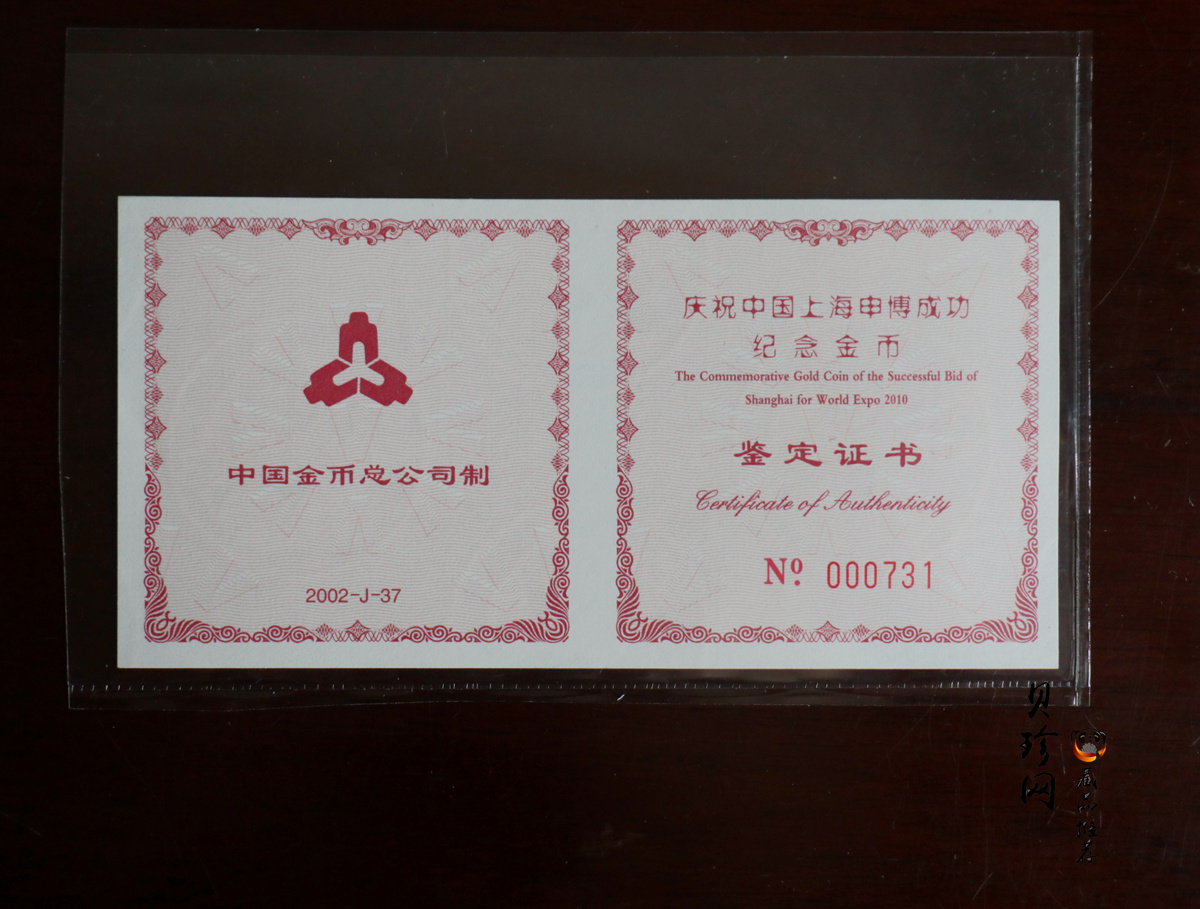 中国金币总公司制
2002-J-37
庆祝中国上海申博成功
纪念金币
The Commemorative Gold Coin of the Successful Bid of
Shanghai for World Expo 2010
鉴定证书
Certificate of Authenticity
Nº 000731
贝珍网